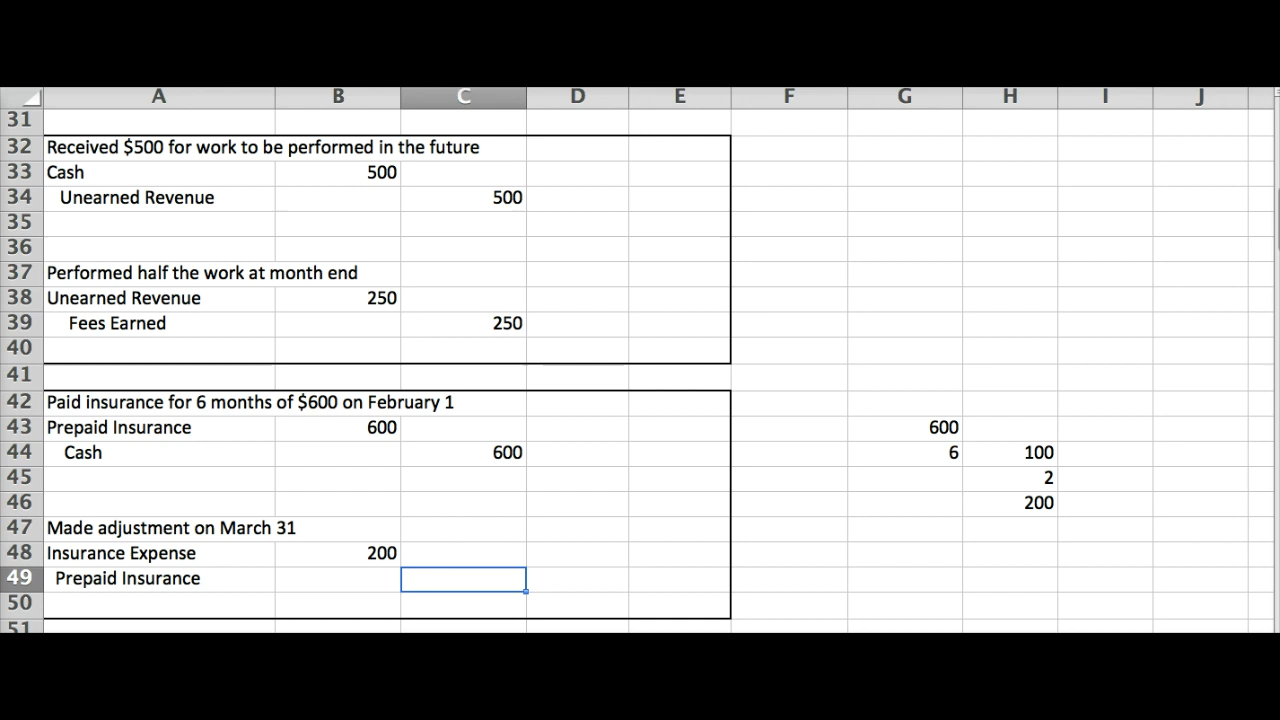 A B C D E F G H I J
31
32 Received $500 for work to be performed in the future
33 Cash 500
34 Unearned Revenue 500
35
36
37 Performed half the work at month end
38 Unearned Revenue 250
39 Fees Earned 250
40
41
42 Paid insurance for 6 months of $600 on February 1
43 Prepaid Insurance 600 600
44 Cash 600 6 100
45 2
46 200
47 Made adjustment on March 31
48 Insurance Expense 200
49 Prepaid Insurance
50
51